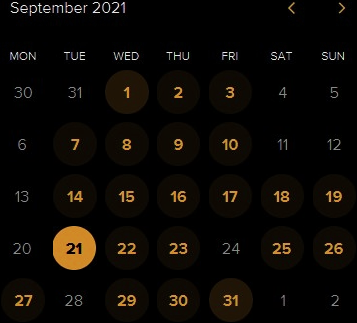 September 2021 < >
MON TUE WED THU FRI SAT SUN
30 31 1 2 3 4 5
6 7 8 9 10 11 12
13 14 15 16 17 18 19
20 21 22 23 24 25 26
27 28 29 30 31 1 2